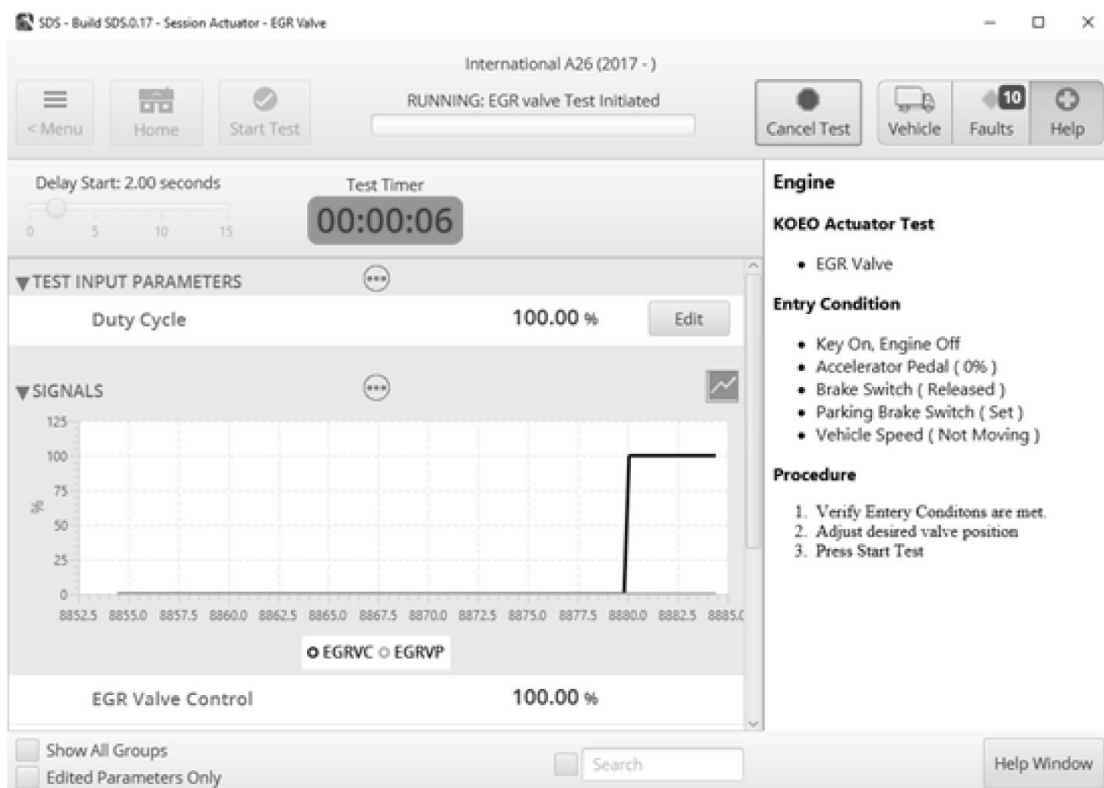 SDS - Build SDS.0.17 - Session Actuator - EGR Valve
International A26 (2017 - )
RUNNING: EGR valve Test Initiated
< Menu
Home
Start Test
Cancel Test
Vehicle
10
Faults
Help
Delay Start: 2.00 seconds
0 5 10 15
Test Timer
00:00:06
TEST INPUT PARAMETERS
Duty Cycle 100.00 % Edit
SIGNALS
125
100
75
50
25
0
%
8852.5 8855.0 8857.5 8860.0 8862.5 8865.0 8867.5 8870.0 8872.5 8875.0 8877.5 8880.0 8882.5 8885.0
EGRVC EGRVP
EGR Valve Control 100.00 %
Show All Groups
Edited Parameters Only
Search
Engine
KOEO Actuator Test
• EGR Valve
Entry Condition
• Key On, Engine Off
• Accelerator Pedal ( 0% )
• Brake Switch ( Released )
• Parking Brake Switch ( Set )
• Vehicle Speed ( Not Moving )
Procedure
1. Verify Entery Conditons are met.
2. Adjust desired valve position
3. Press Start Test
Help Window